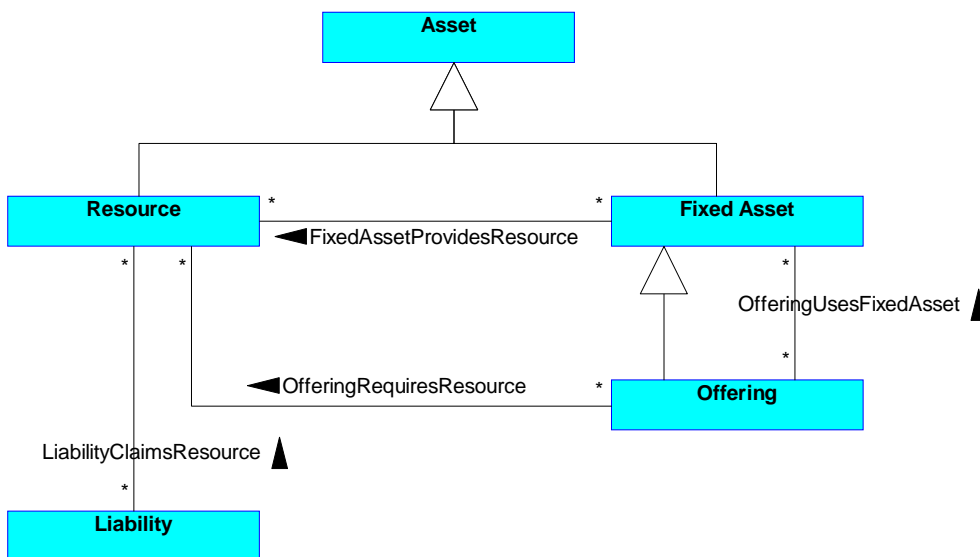 Asset
Resource
*
*
Fixed Asset
FixedAssetProvidesResource
*
*
*
OfferingUsesFixedAsset
*
OfferingRequiresResource
*
Offering
LiabilityClaimsResource
*
Liability